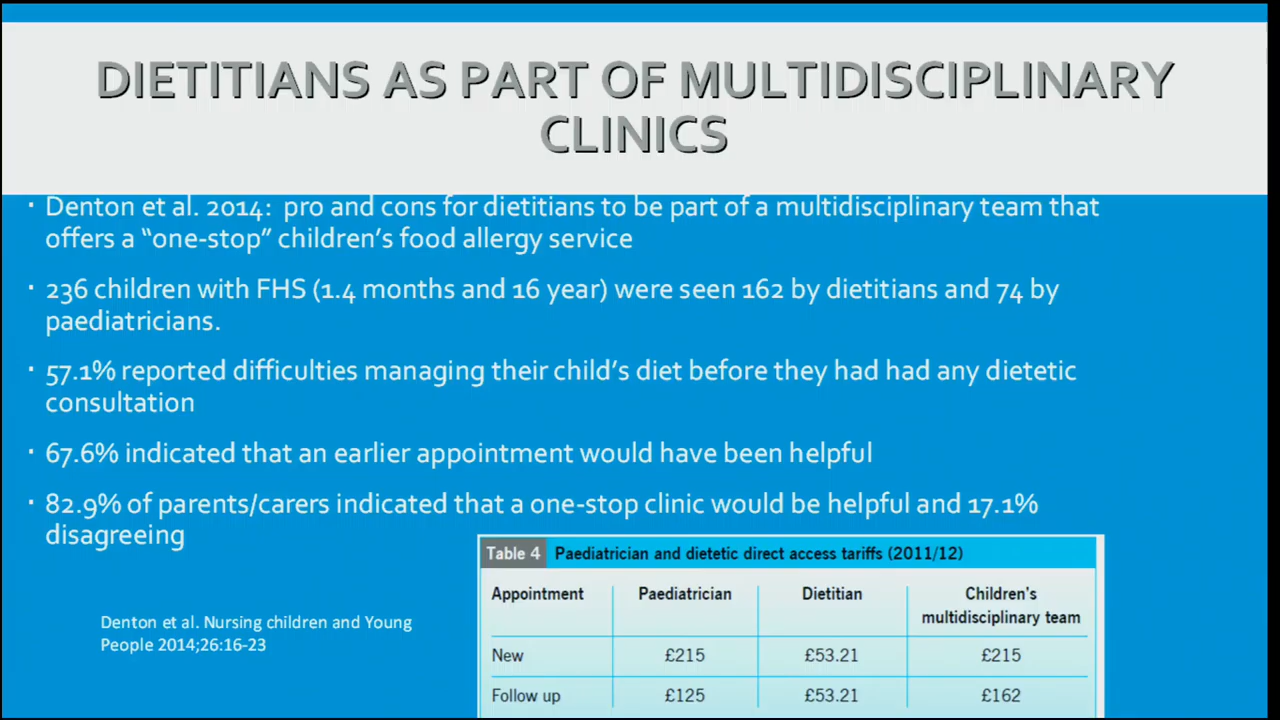 DIETITIANS AS PART OF MULTIDISCIPLINARY
CLINICS
▪ Denton et al. 2014: pro and cons for dietitians to be part of a multidisciplinary team that
offers a “one-stop” children’s food allergy service
▪ 236 children with FHS (1.4 months and 16 year) were seen 162 by dietitians and 74 by
paediatricians.
▪ 57.1% reported difficulties managing their child’s diet before they had had any dietetic
consultation
▪ 67.6% indicated that an earlier appointment would have been helpful
▪ 82.9% of parents/carers indicated that a one-stop clinic would be helpful and 17.1%
disagreeing
Denton et al. Nursing children and Young
People 2014;26:16-23
Table 4 Paediatrician and dietetic direct access tariffs (2011/12)
Appointment Paediatrician Dietitian Children's
multidisciplinary team
New £215 £53.21 £215
Follow up £125 £53.21 £162